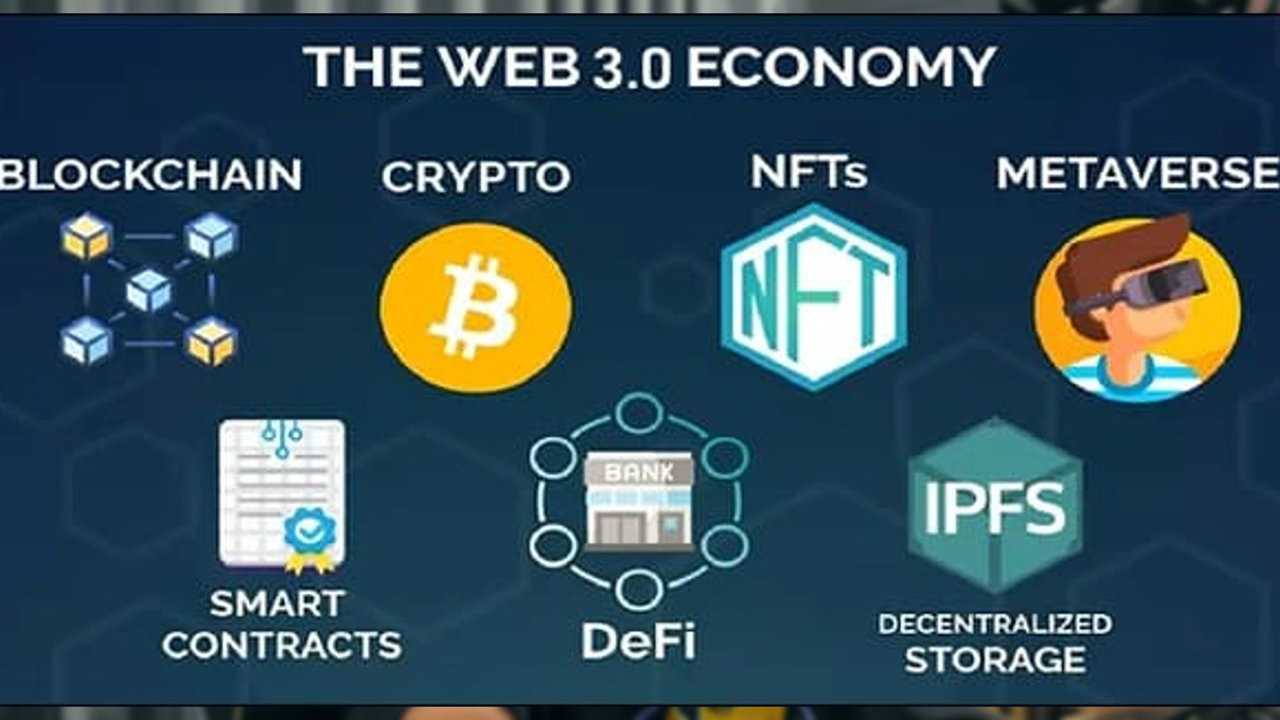 THE WEB 3.0 ECONOMY
BLOCKCHAIN
CRYPTO
NFTs
METAVERSE
NFT
BANK
IPFS
SMART
CONTRACTS
DeFi
DECENTRALIZED
STORAGE